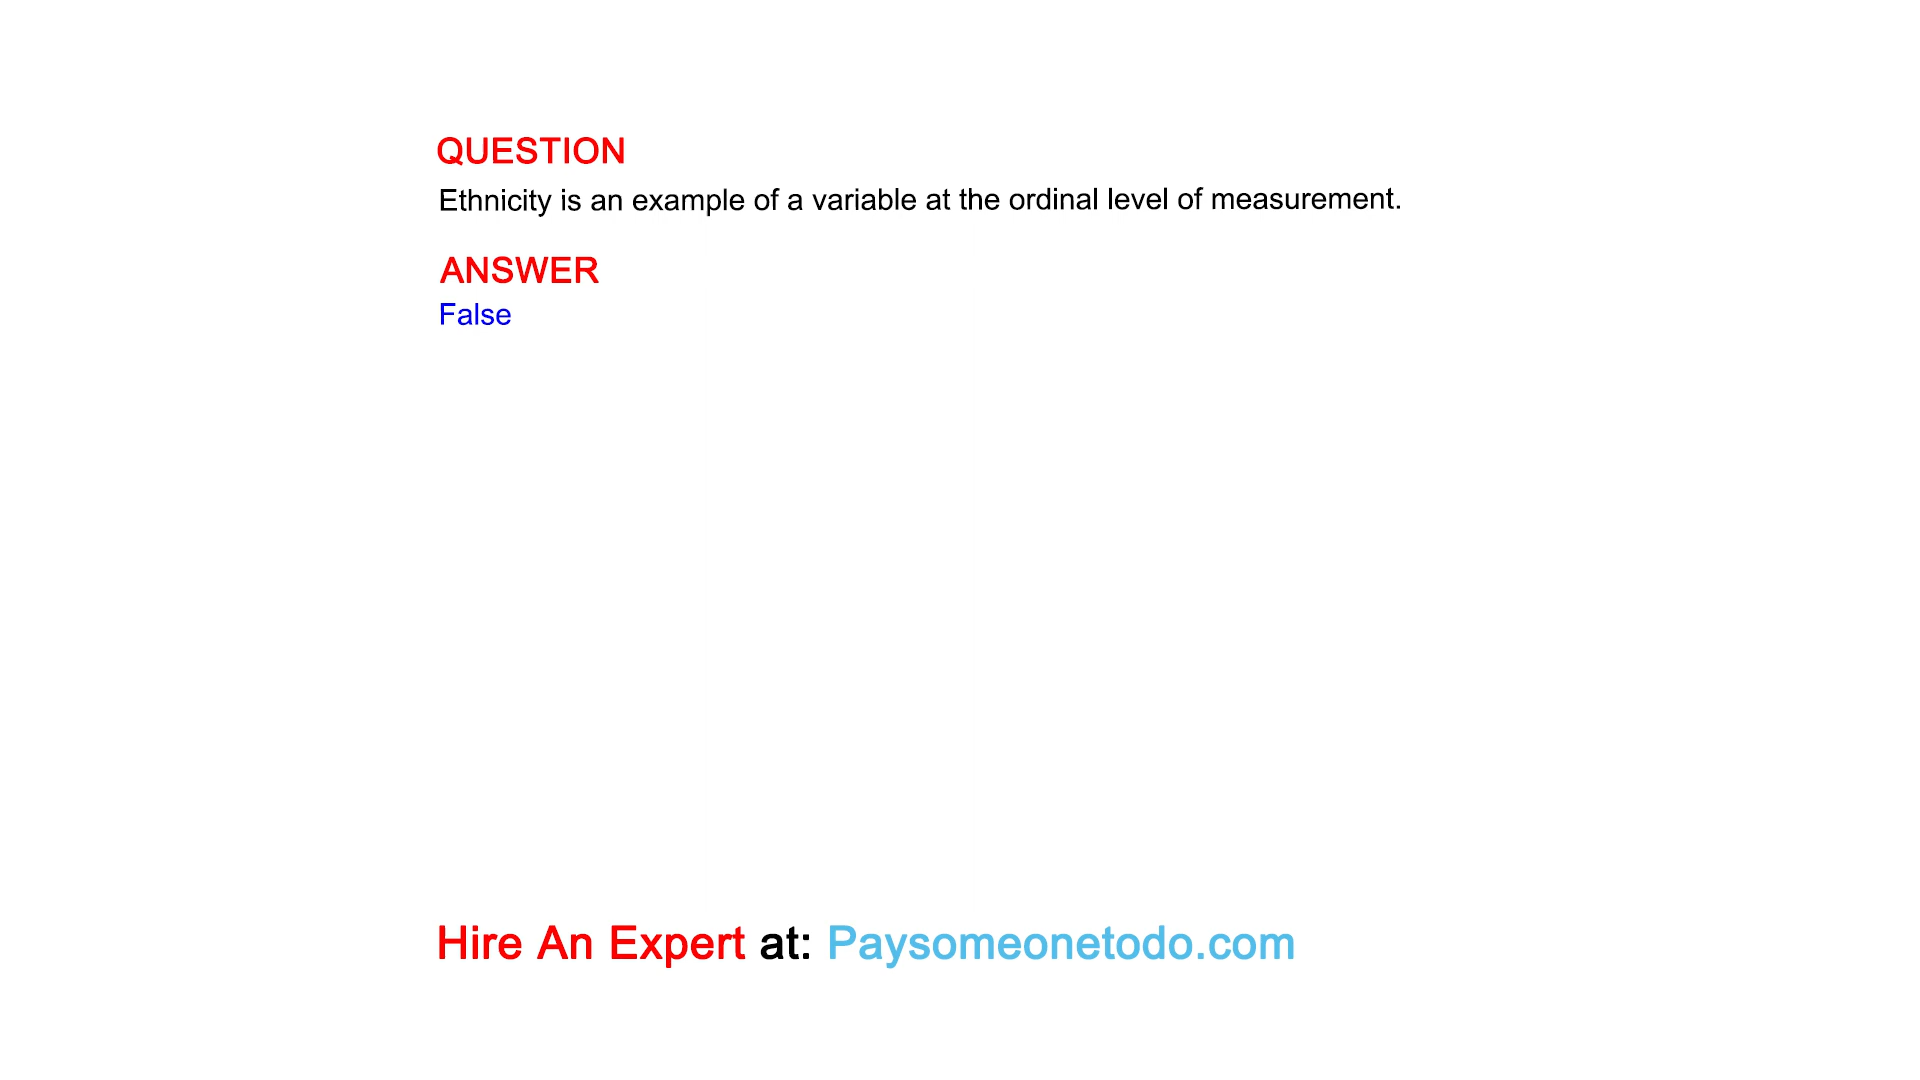 QUESTION
Ethnicity is an example of a variable at the ordinal level of measurement.
ANSWER
False
Hire An Expert at: Paysomeonetodo.com